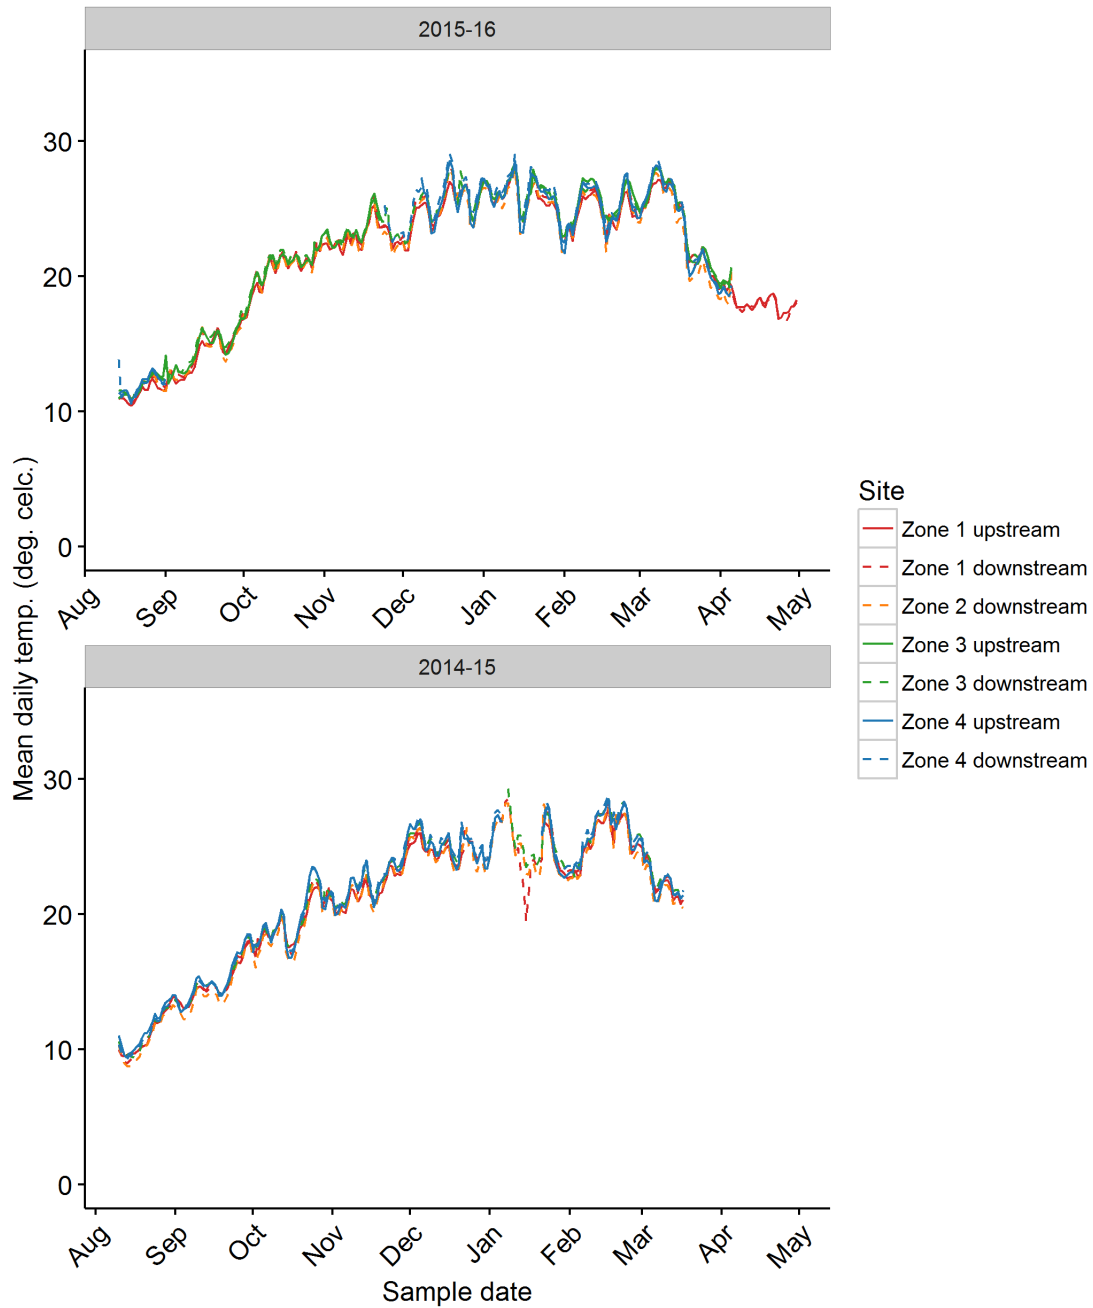 2015-16
30
20
10
0
Aug
Sep
Oct
Nov
Dec
Jan
Feb
Mar
Apr
May
Mean daily temp. (deg. celc.)
2014-15
30
20
10
0
Aug
Sep
Oct
Nov
Dec
Jan
Feb
Mar
Apr
May
Sample date
Site
Zone 1 upstream
Zone 1 downstream
Zone 2 downstream
Zone 3 upstream
Zone 3 downstream
Zone 4 upstream
Zone 4 downstream